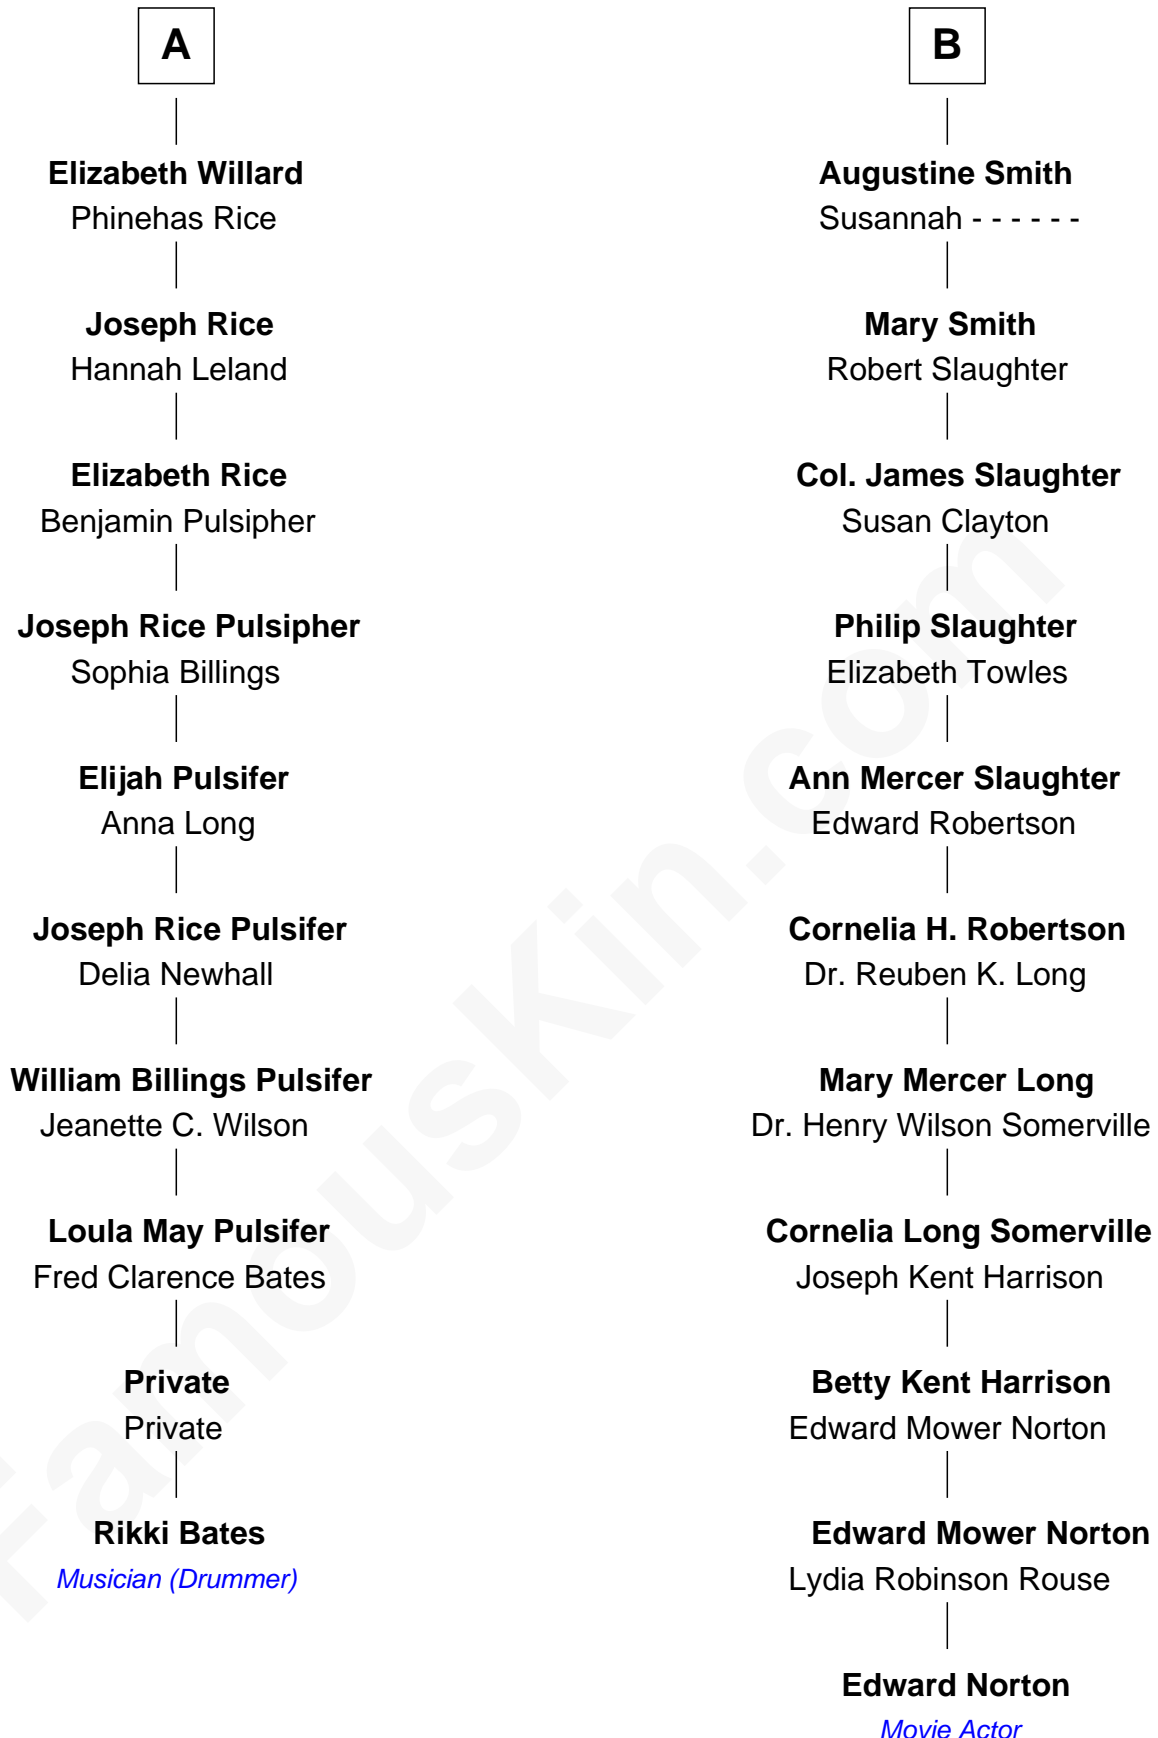 A
Elizabeth Willard
Phinehas Rice
Joseph Rice
Hannah Leland
Elizabeth Rice
Benjamin Pulsipher
Joseph Rice Pulsipher
Sophia Billings
Elijah Pulsifer
Anna Long
Joseph Rice Pulsifer
Delia Newhall
William Billings Pulsifer
Jeanette C. Wilson
Loula May Pulsifer
Fred Clarence Bates
Private
Private
Rikki Bates
Musician (Drummer)
B
Augustine Smith
Susannah - - - - - -
Mary Smith
Robert Slaughter
Col. James Slaughter
Susan Clayton
Philip Slaughter
Elizabeth Towles
Ann Mercer Slaughter
Edward Robertson
Cornelia H. Robertson
Dr. Reuben K. Long
Mary Mercer Long
Dr. Henry Wilson Somerville
Cornelia Long Somerville
Joseph Kent Harrison
Betty Kent Harrison
Edward Mower Norton
Edward Mower Norton
Lydia Robinson Rouse
Edward Norton
Movie Actor
FamousKin.com